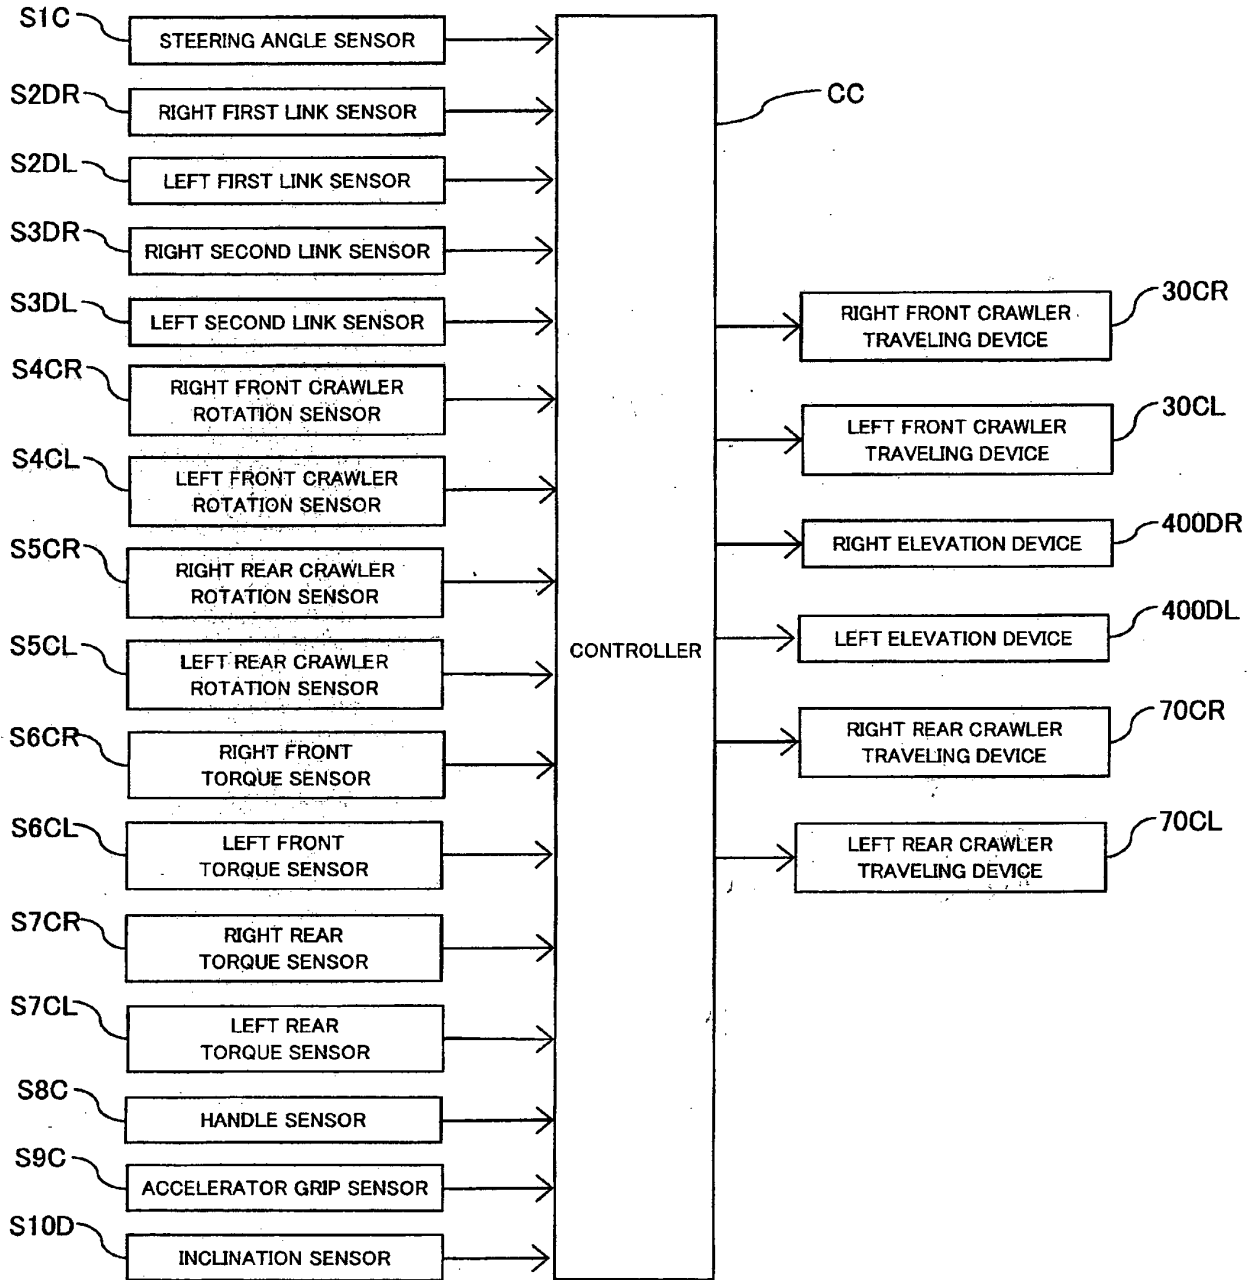 S1C
STEERING ANGLE SENSOR
S2DR
RIGHT FIRST LINK SENSOR
S2DL
LEFT FIRST LINK SENSOR
S3DR
RIGHT SECOND LINK SENSOR
S3DL
LEFT SECOND LINK SENSOR
S4CR
RIGHT FRONT CRAWLER
ROTATION SENSOR
S4CL
LEFT FRONT CRAWLER
ROTATION SENSOR
S5CR
RIGHT REAR CRAWLER
ROTATION SENSOR
S5CL
LEFT REAR CRAWLER
ROTATION SENSOR
S6CR
RIGHT FRONT
TORQUE SENSOR
S6CL
LEFT FRONT
TORQUE SENSOR
S7CR
RIGHT REAR
TORQUE SENSOR
S7CL
LEFT REAR
TORQUE SENSOR
S8C
HANDLE SENSOR
S9C
ACCELERATOR GRIP SENSOR
S10D
INCLINATION SENSOR
CC
CONTROLLER
30CR
RIGHT FRONT CRAWLER
TRAVELING DEVICE
30CL
LEFT FRONT CRAWLER
TRAVELING DEVICE
400DR
RIGHT ELEVATION DEVICE
400DL
LEFT ELEVATION DEVICE
70CR
RIGHT REAR CRAWLER
TRAVELING DEVICE
70CL
LEFT REAR CRAWLER
TRAVELING DEVICE